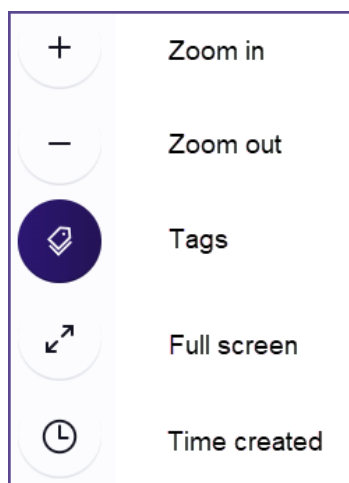 Zoom in
Zoom out
Tags
Full screen
Time created